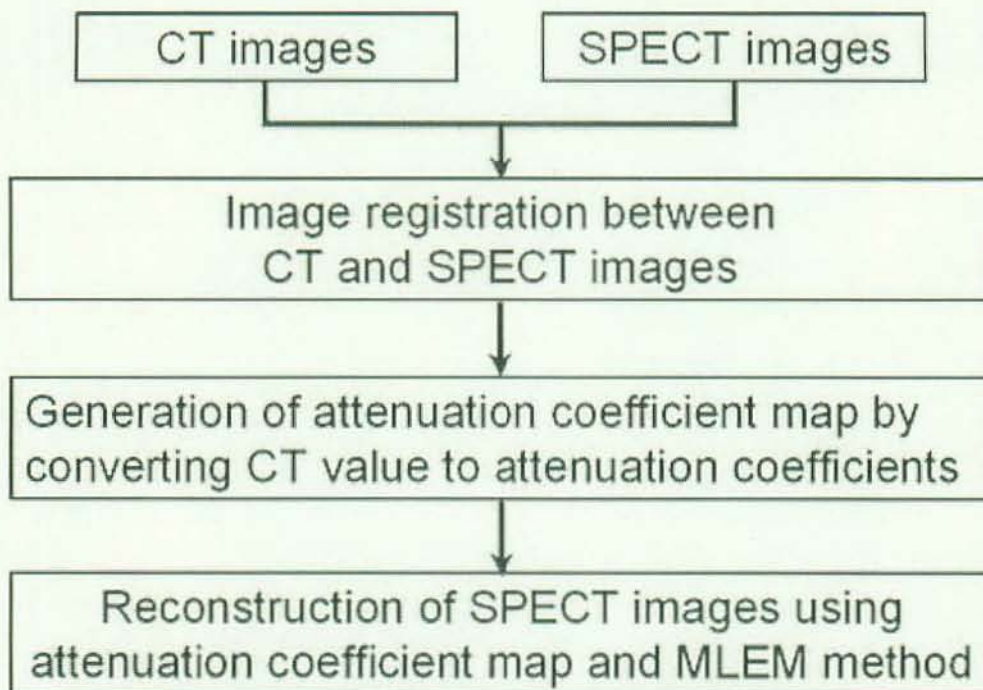 CT images
SPECT images
Image registration between
CT and SPECT images
Generation of attenuation coefficient map by
converting CT value to attenuation coefficients
Reconstruction of SPECT images using
attenuation coefficient map and MLEM method